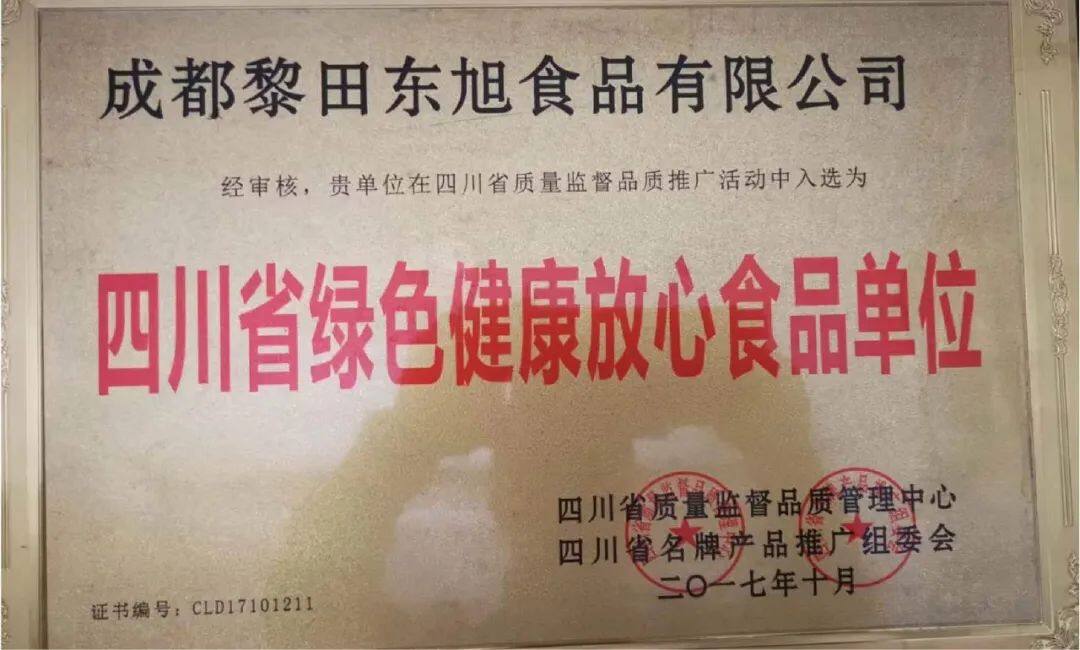 成都黎田东旭食品有限公司
经审核，贵单位在四川省质量监督品质推广活动中入选为
四川省绿色健康放心食品单位
四川省质量监督品质管理中心
四川省名牌产品推广组委会
二〇一七年十月
证书编号：CLD17101211